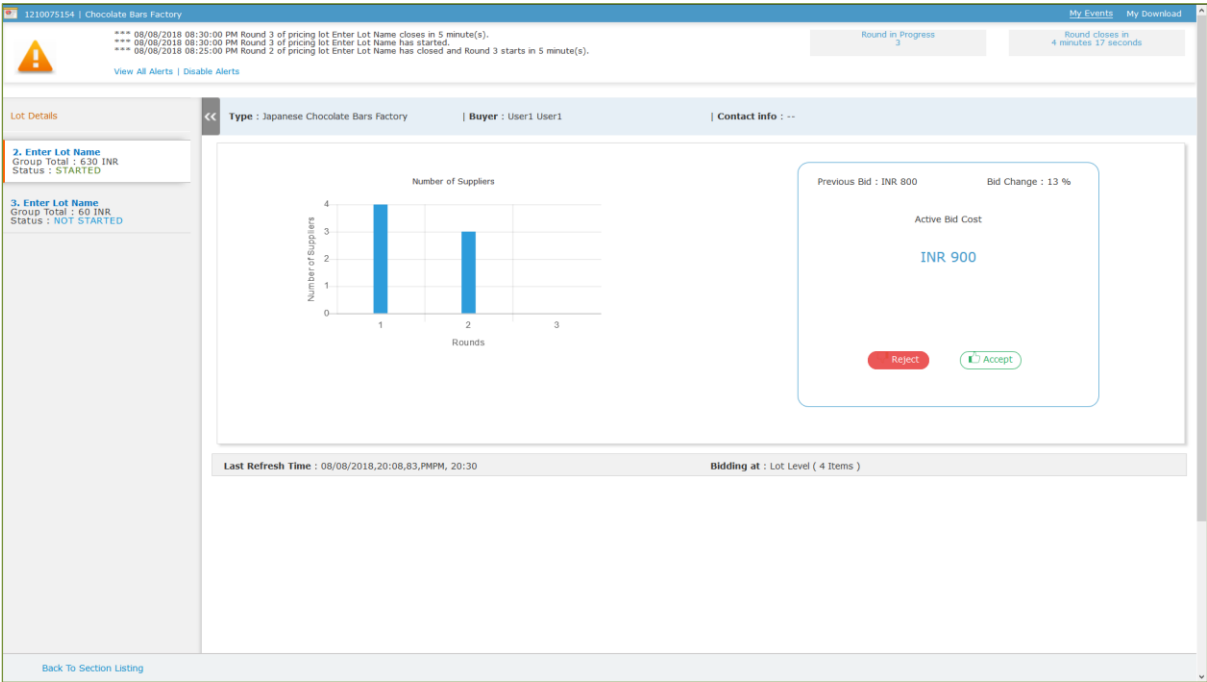 1210075154 | Chocolate Bars Factory
My Events My Download
*** 08/08/2018 08:30:00 PM Round 3 of pricing lot Enter Lot Name closes in 5 minute(s).
*** 08/08/2018 08:30:00 PM Round 3 of pricing lot Enter Lot Name has started.
*** 08/08/2018 08:25:00 PM Round 2 of pricing lot Enter Lot Name has closed and Round 3 starts in 5 minute(s).
View All Alerts | Disable Alerts
Round in Progress
3
Round closes in
4 minutes 17 seconds
Lot Details
2. Enter Lot Name
Group Total : 630 INR
Status : STARTED
3. Enter Lot Name
Group Total : 60 INR
Status : NOT STARTED
<< Type : Japanese Chocolate Bars Factory | Buyer : User1 User1 | Contact info : --
Number of Suppliers
Number of Suppliers
4
3
2
1
0
1 2 3
Rounds
Previous Bid : INR 800 Bid Change : 13 %
Active Bid Cost
INR 900
Reject Accept
Last Refresh Time : 08/08/2018,20:08,83,PMPM, 20:30 Bidding at : Lot Level ( 4 Items )
Back To Section Listing